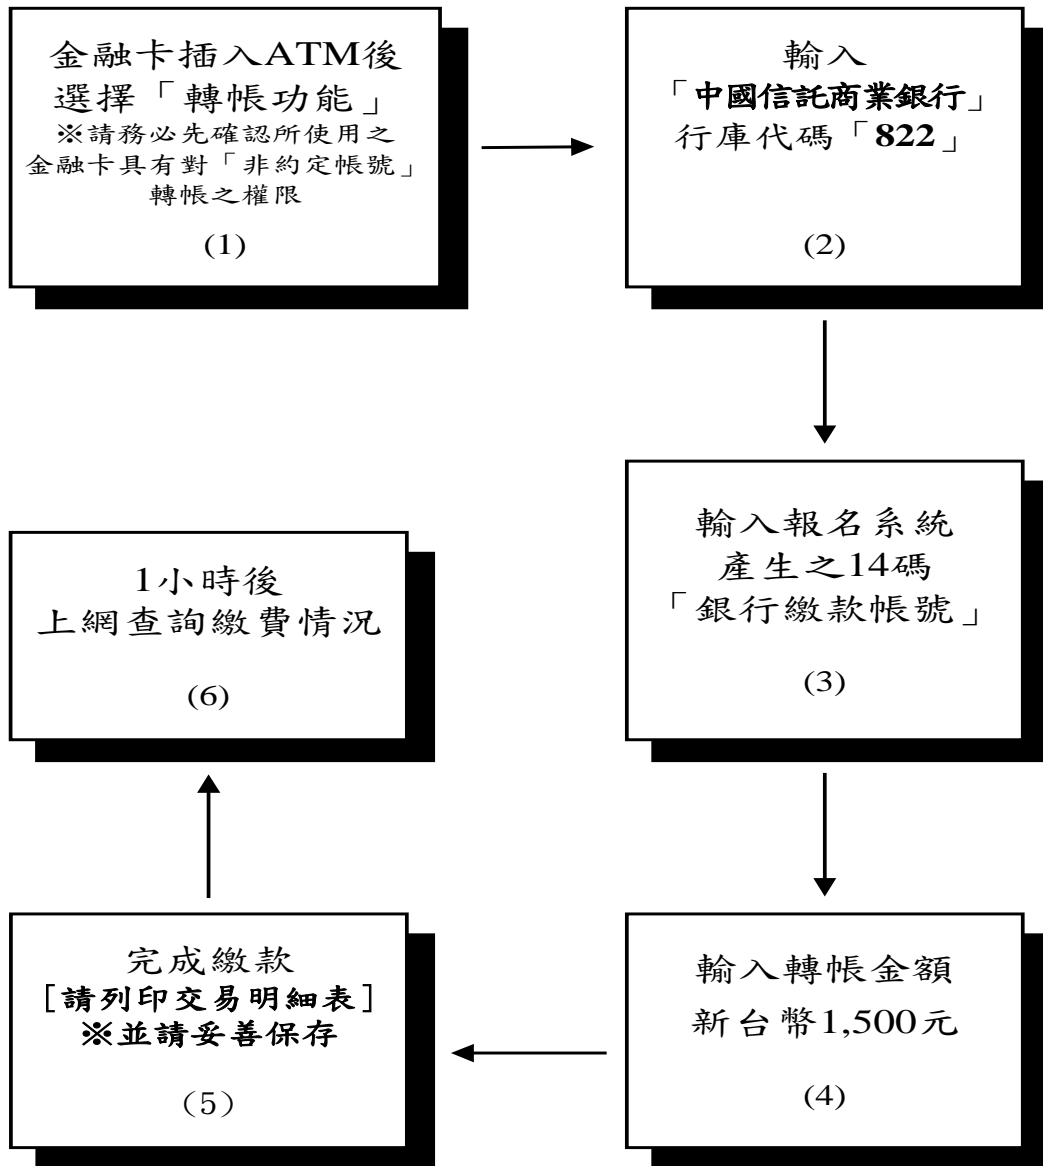 金融卡插入ATM後
選擇「轉帳功能」
※請務必先確認所使用之
金融卡具有對「非約定帳號」
轉帳之權限
(1)
輸入
「中國信託商業銀行」
行庫代碼「822」
(2)
輸入報名系統
產生之14碼
「銀行繳款帳號」
(3)
輸入轉帳金額
新台幣1,500元
(4)
完成繳款
[請列印交易明細表]
※並請妥善保存
(5)
1小時後
上網查詢繳費情況
(6)